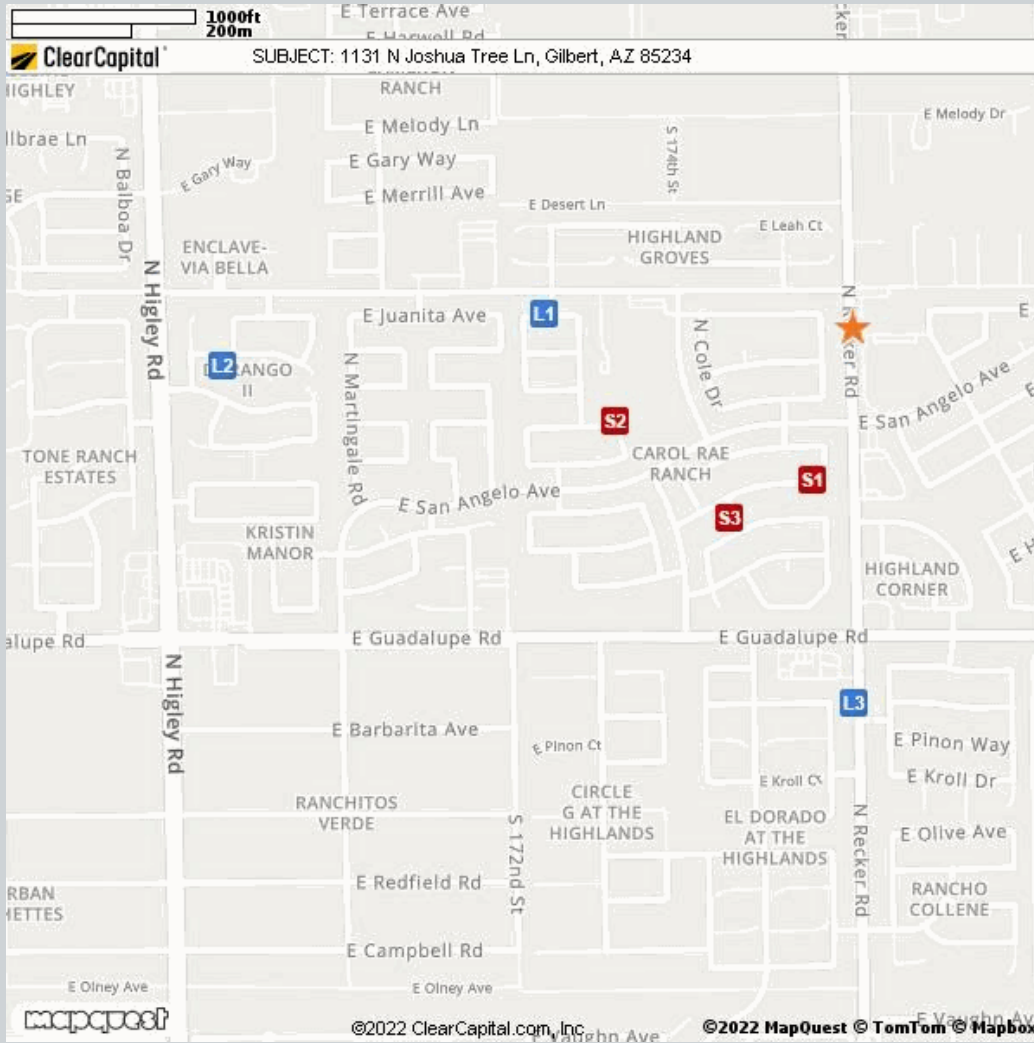 1000ft
200m
E Terrace Ave
E Harwell Rd
ClearCapital
SUBJECT: 1131 N Joshua Tree Ln, Gilbert, AZ 85234
HIGHLEY
RANCH
E Melody Ln
E Melody Dr
N Balboa Dr
E Gary Way
E Gary Way
S 174th St
E Merrill Ave
E Desert Ln
E Leah Ct
ENCLAVE-
VIA BELLA
HIGHLAND
GROVES
N Higley Rd
E Juanita Ave
L1
L2
II
N Martingale Rd
N Cole Dr
E San Angelo Ave
S2
TONE RANCH
ESTATES
CAROL RAE
RANCH
S1
E San Angelo Ave
S3
KRISTIN
MANOR
HIGHLAND
CORNER
E Guadalupe Rd
E Guadalupe Rd
N Higley Rd
L3
E Barbarita Ave
E Pinon Ct
E Pinon Way
E Kroll Ct
E Kroll Dr
RANCHITOS
VERDE
CIRCLE
G AT THE
HIGHLANDS
EL DORADO
AT THE
HIGHLANDS
S 172nd St
N Recker Rd
E Olive Ave
E Redfield Rd
RANCHO
COLLENE
E Campbell Rd
E Olney Ave
E Olney Ave
mapquest
©2022 ClearCapital.com, Inc
©2022 MapQuest © TomTom © Mapbox
E Vaughn Av
Vaughn Ave